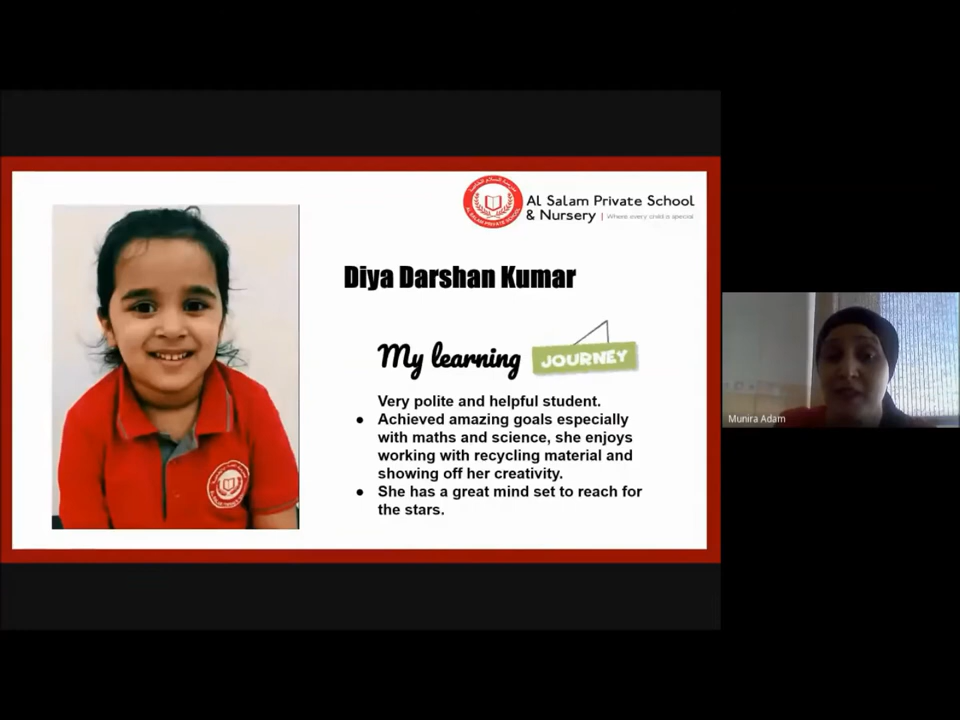 Al Salam Private School
& Nursery | Where every child is special
Diya Darshan Kumar
My learning JOURNEY
Very polite and helpful student.
● Achieved amazing goals especially
with maths and science, she enjoys
working with recycling material and
showing off her creativity.
● She has a great mind set to reach for
the stars.
Munira Adam